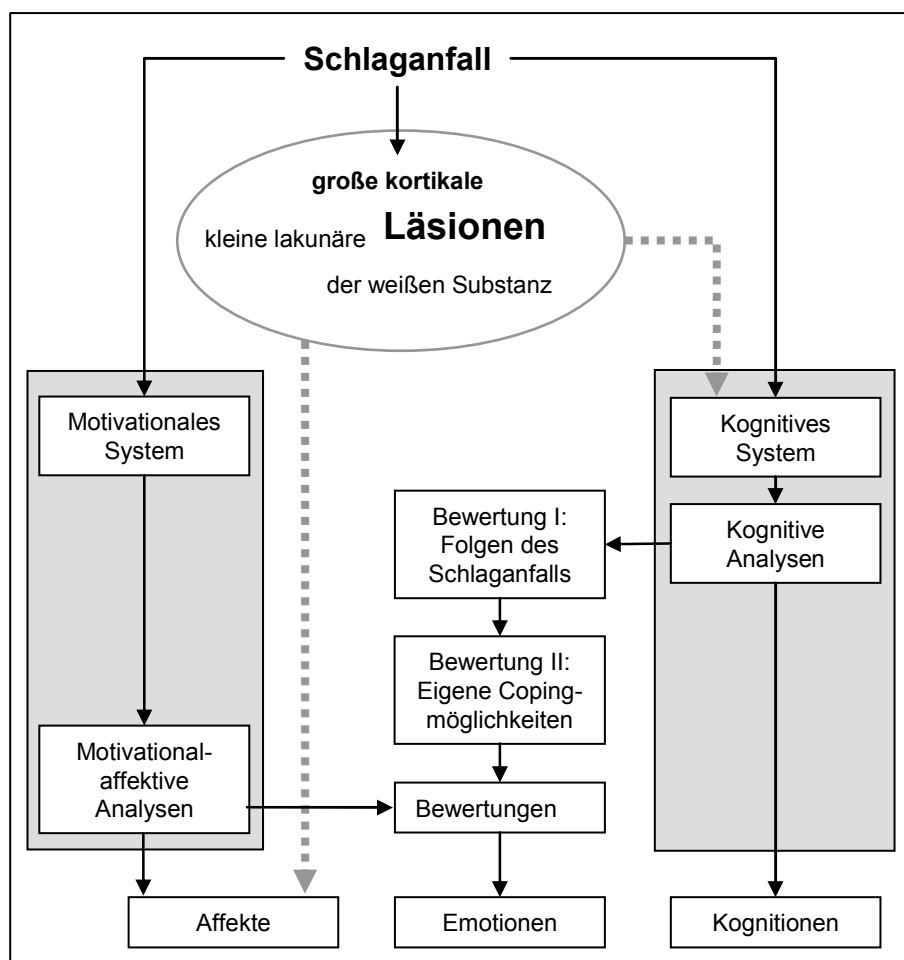 Schlaganfall
große kortikale
kleine lakunäre Läsionen
der weißen Substanz
Motivationales
System
Kognitives
System
Kognitive
Analysen
Bewertung I:
Folgen des
Schlaganfalls
Bewertung II:
Eigene Coping-
möglichkeiten
Motivational-
affektive
Analysen
Bewertungen
Affekte
Emotionen
Kognitionen